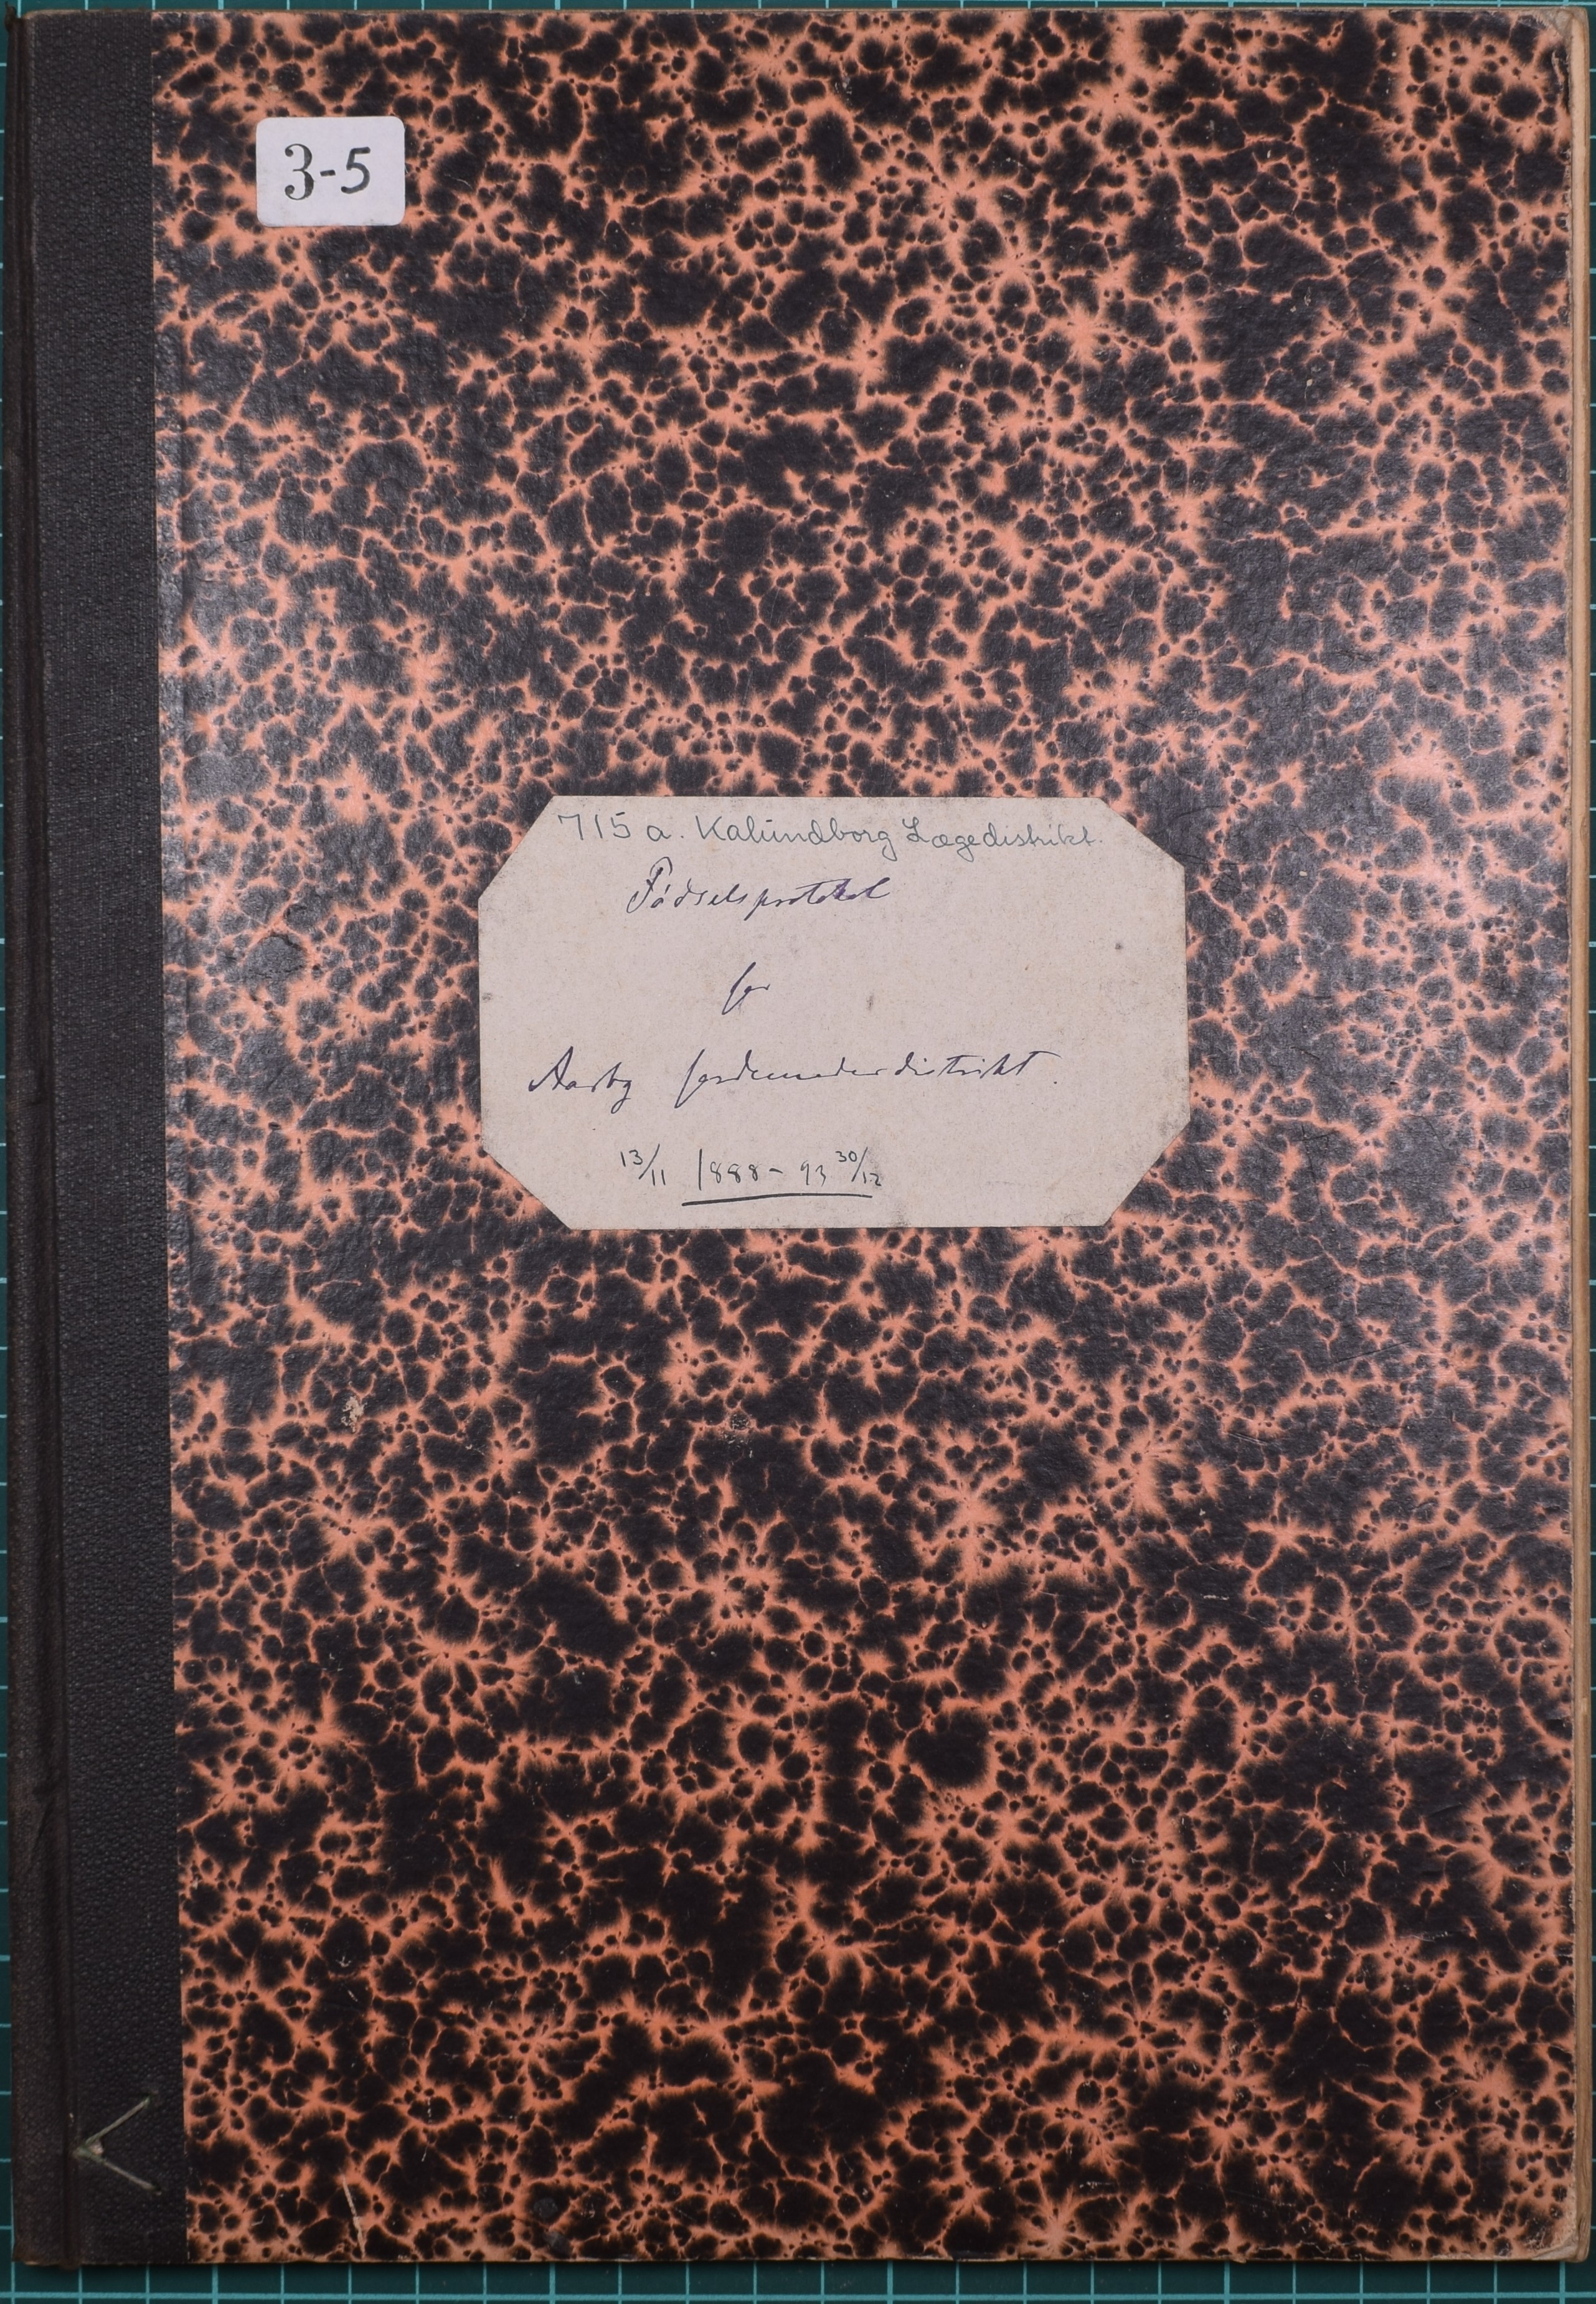 3-5
715 a. Kalundborg Lægedistrikt.
Fødselsprotokol
for
Aarby Jordemoderdistrikt.
13/11 1888 - 93 30/12